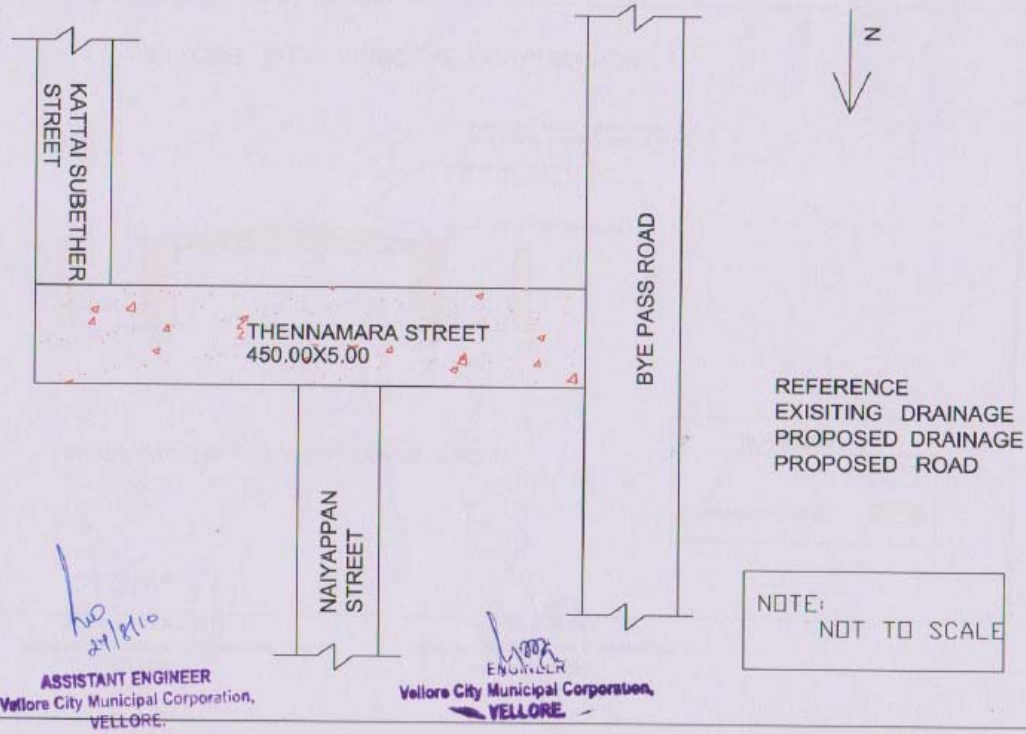 KATTAI SUBETHER
STREET
THENNAMARA STREET
450.00X5.00
NAIYAPPAN
STREET
BYE PASS ROAD
N
REFERENCE
EXISITING DRAINAGE
PROPOSED DRAINAGE
PROPOSED ROAD
NOTE:
NOT TO SCALE
ASSISTANT ENGINEER
Vellore City Municipal Corporation,
VELLORE.
ENGINEER
Vellore City Municipal Corporation,
VELLORE.